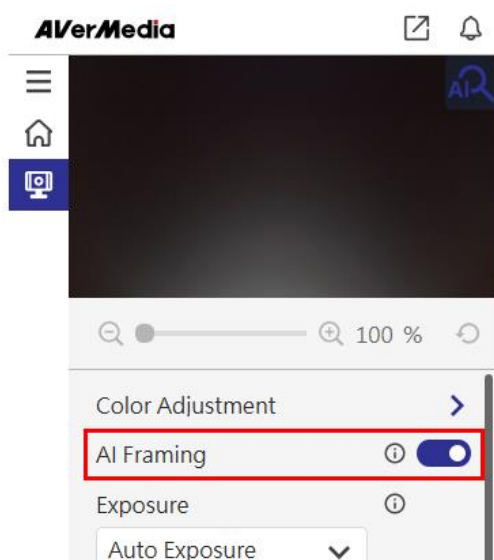 AVerMedia
AI
100 %
Color Adjustment
AI Framing
Exposure
Auto Exposure